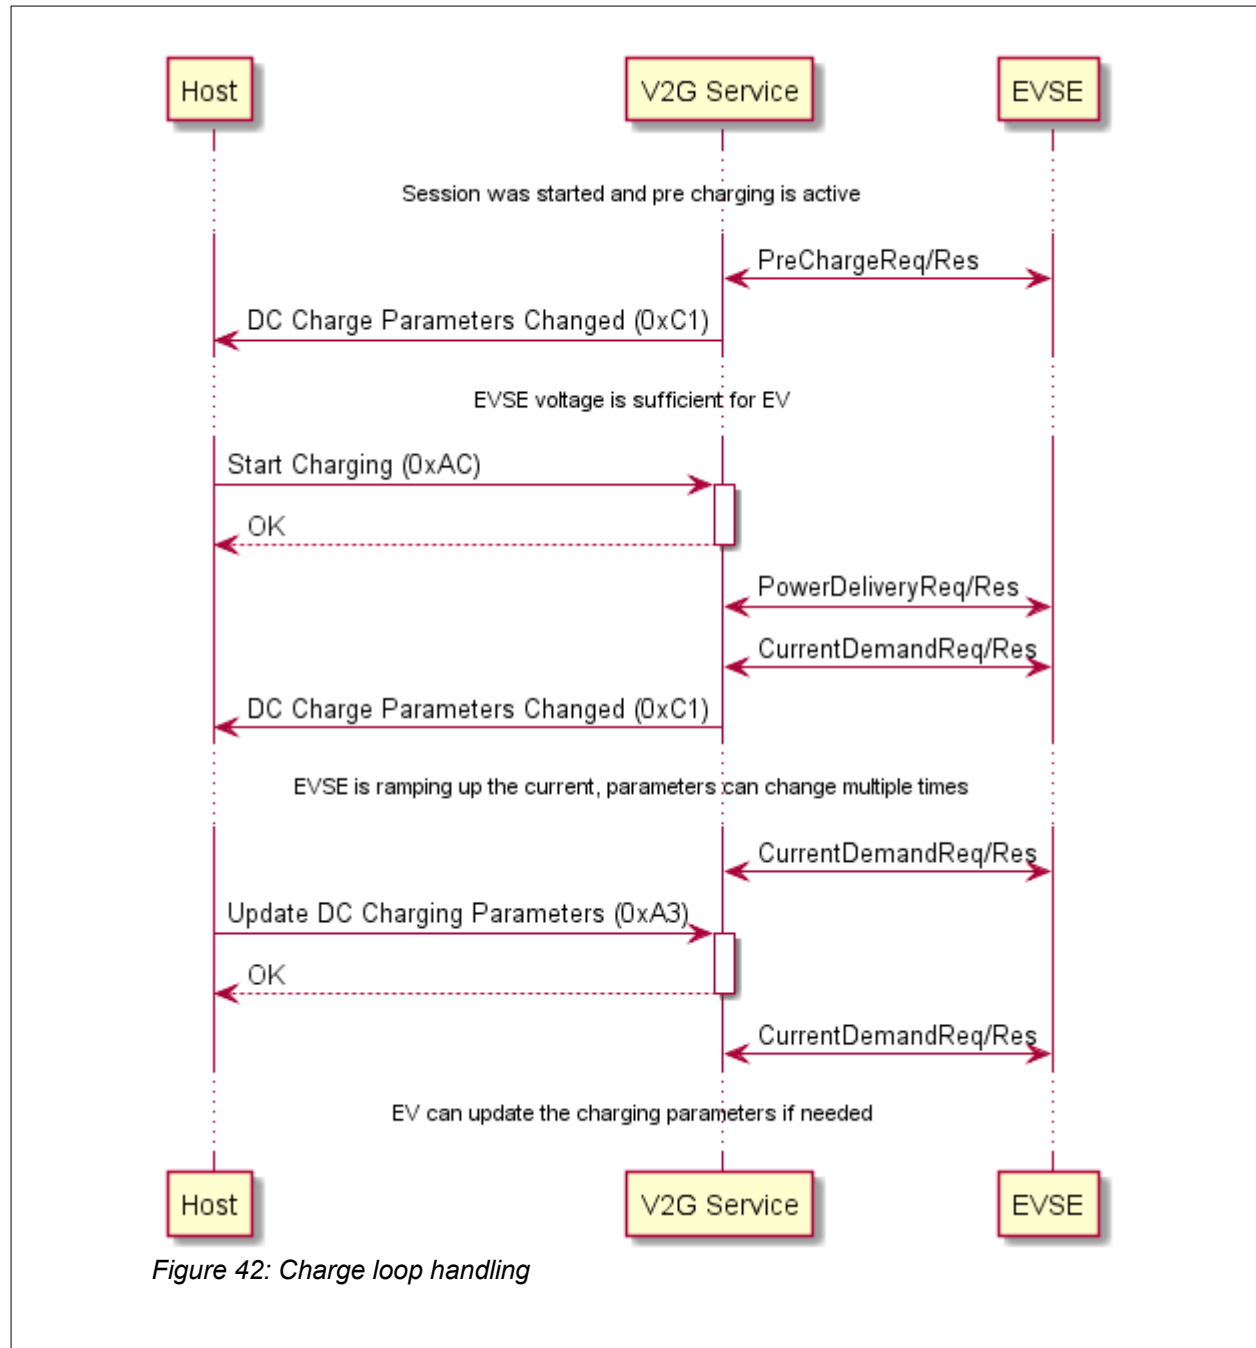 Host
V2G Service
EVSE
Session was started and pre charging is active
PreChargeReq/Res
DC Charge Parameters Changed (0xC1)
EVSE voltage is sufficient for EV
Start Charging (0xAC)
OK
PowerDeliveryReq/Res
CurrentDemandReq/Res
DC Charge Parameters Changed (0xC1)
EVSE is ramping up the current, parameters can change multiple times
CurrentDemandReq/Res
Update DC Charging Parameters (0xA3)
OK
CurrentDemandReq/Res
EV can update the charging parameters if needed
Host
V2G Service
EVSE
Figure 42: Charge loop handling